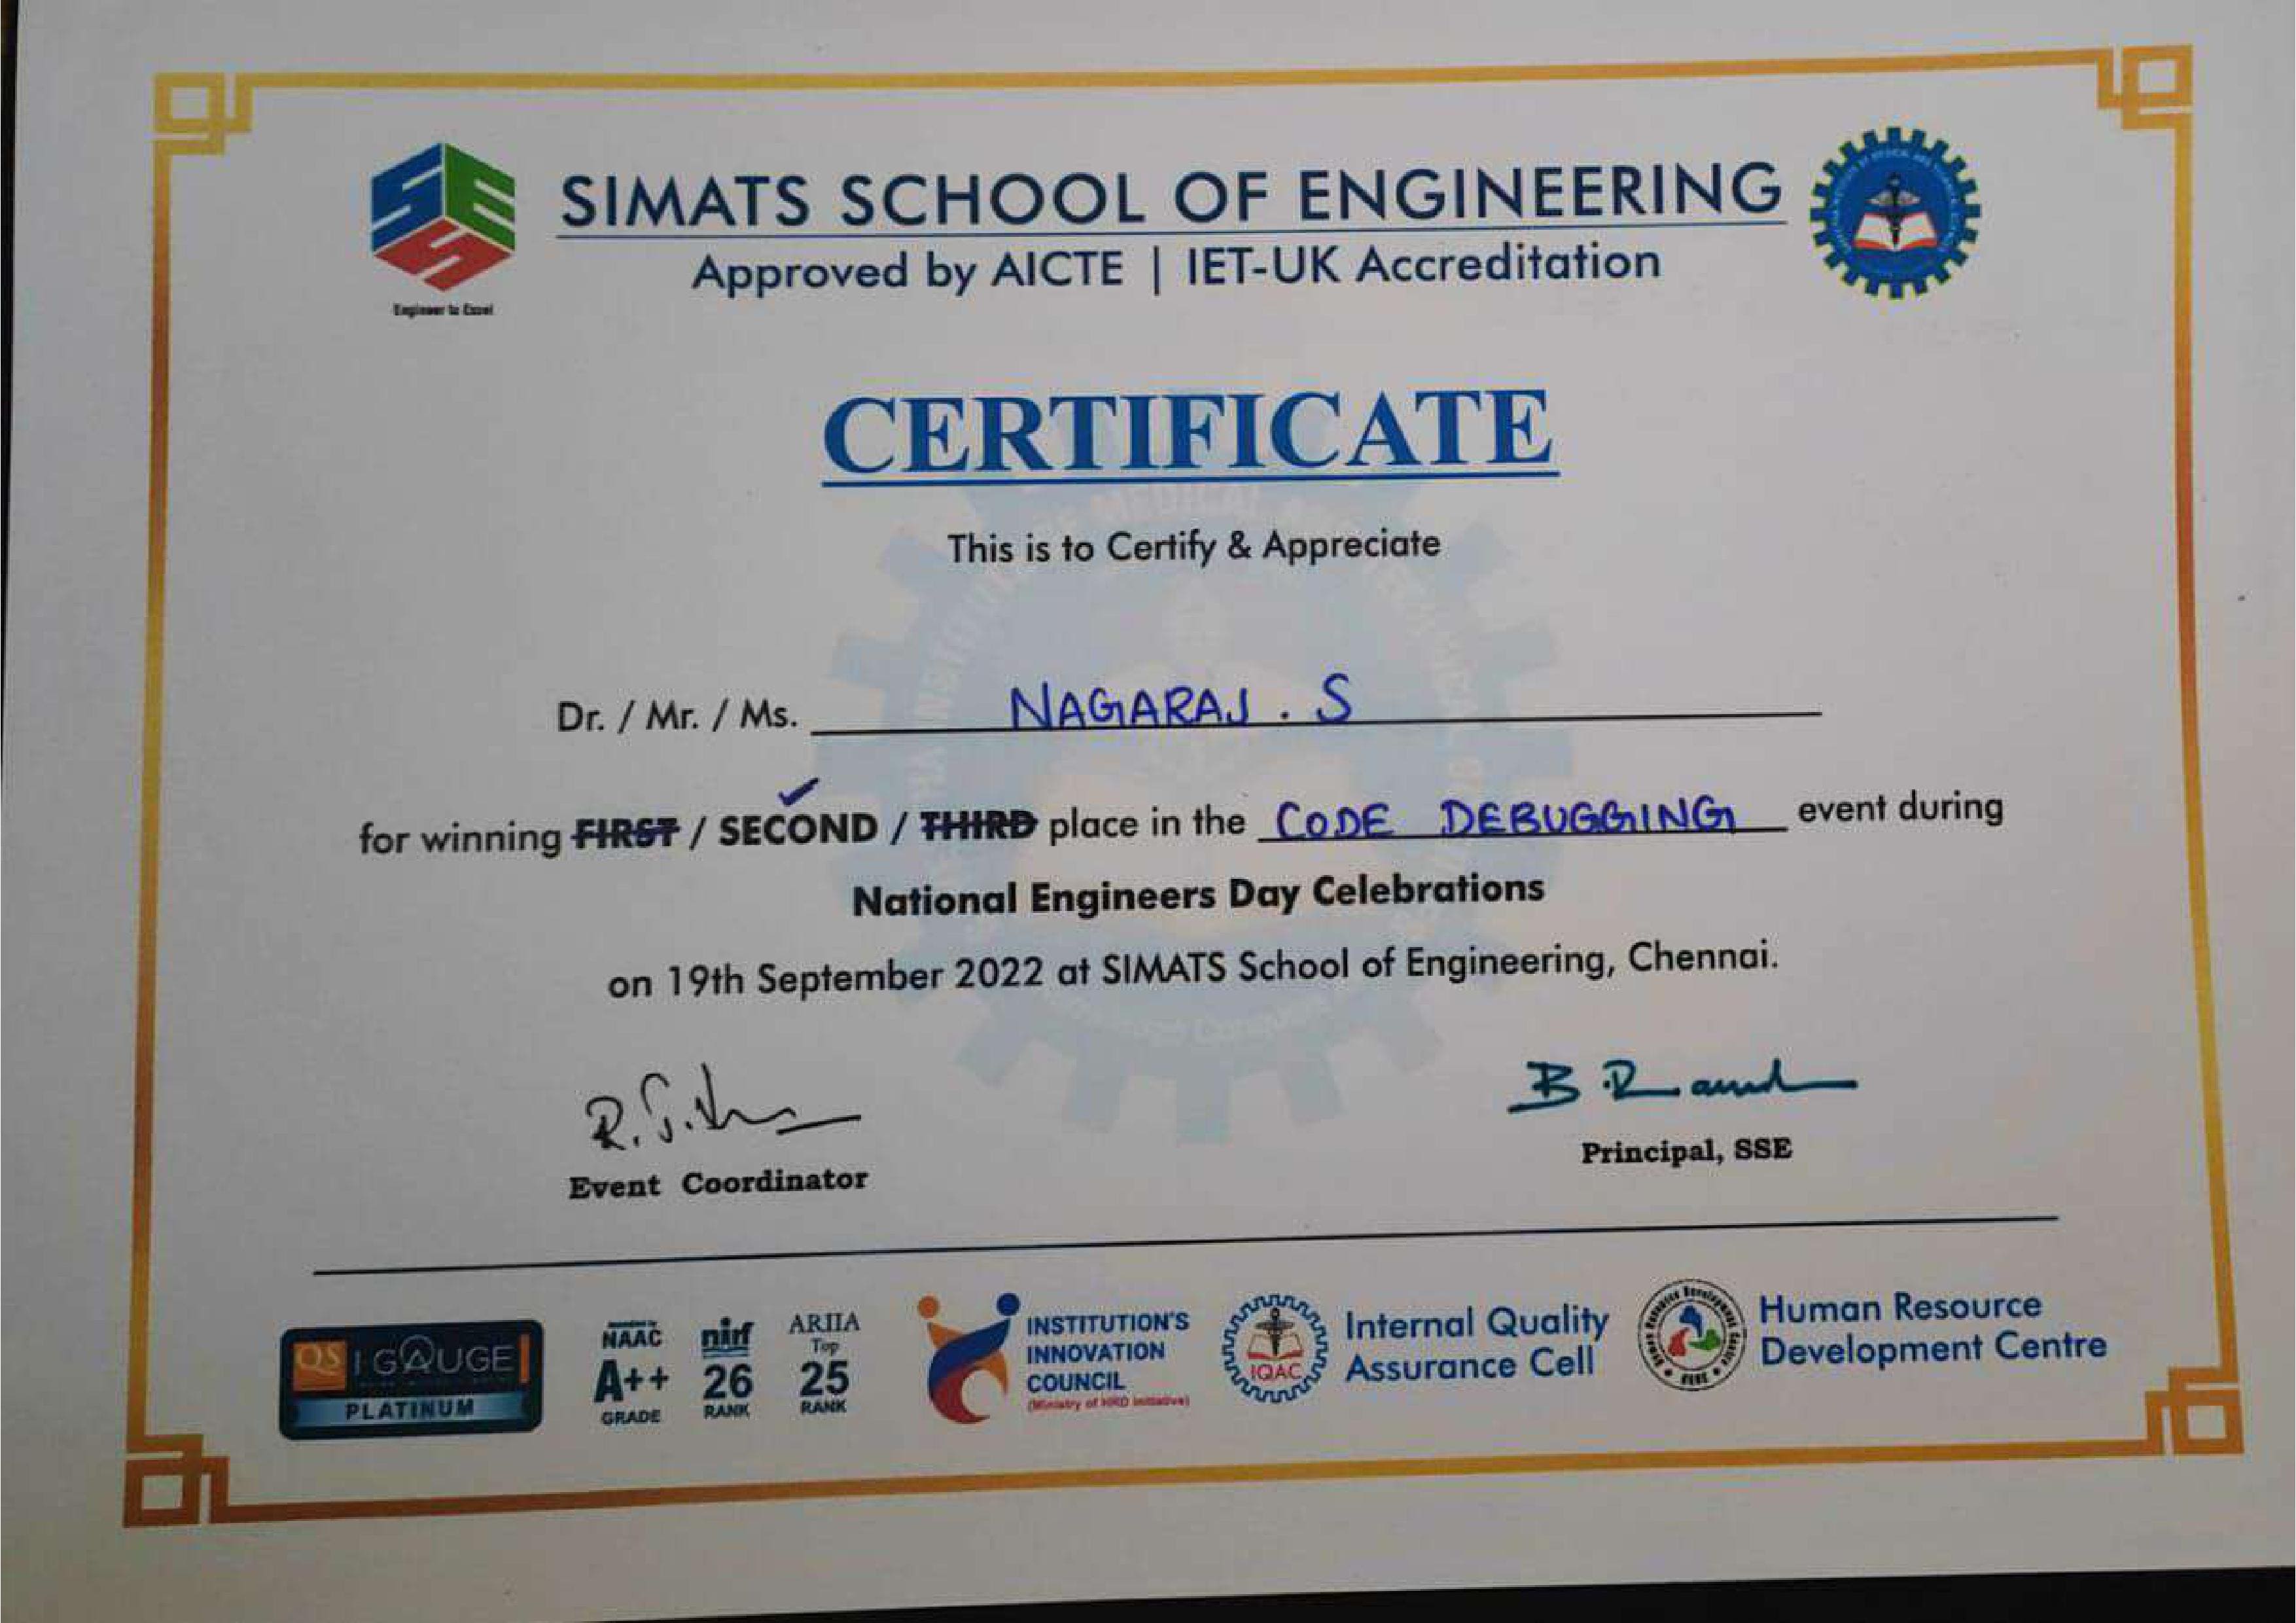 SIMATS SCHOOL OF ENGINEERING
Approved by AICTE | IET-UK Accreditation
Engineer to Excel
CERTIFICATE
This is to Certify & Appreciate
Dr. / Mr. / Ms. NAGARAJ . S
for winning FIRST / SECOND / THIRD place in the CODE DEBUGGING event during
National Engineers Day Celebrations
on 19th September 2022 at SIMATS School of Engineering, Chennai.
R.
B
Event Coordinator
Principal, SSE
QS I GAUGE
PLATINUM
NAAC
A++
GRADE
nirf
26
RANK
ARIIA
Top
25
RANK
INSTITUTION'S
INNOVATION
COUNCIL
(Ministry of HRD Initiative)
IQAC
Internal Quality
Assurance Cell
Human Resource
Development Centre